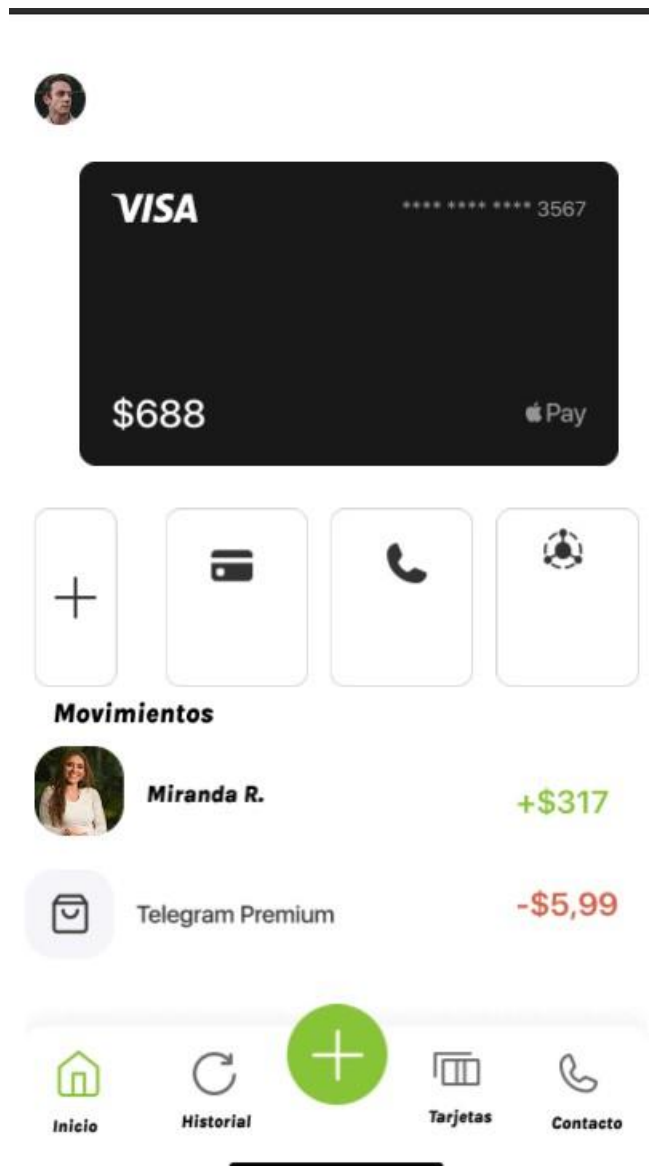 VISA
**** **** **** 3567
$688
Pay
Movimientos
Miranda R.
+$317
Telegram Premium
-$5,99
Inicio
Historial
Tarjetas
Contacto